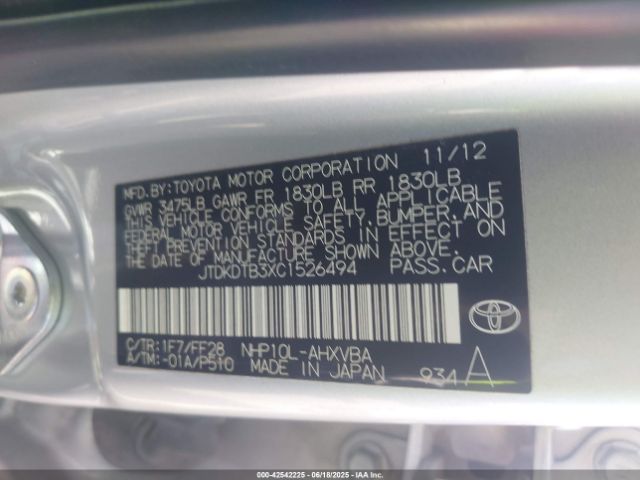 MFD. BY: TOYOTA MOTOR CORPORATION 11/12
GVWR 3475LB GAWR FR 1830LB RR 1830LB
THIS VEHICLE CONFORMS TO ALL APPLICABLE
FEDERAL MOTOR VEHICLE SAFETY, BUMPER, AND
THEFT PREVENTION STANDARDS IN EFFECT ON
THE DATE OF MANUFACTURE SHOWN ABOVE.
JTDKDTB3XC1526494 PASS. CAR
C/TR: 1F7/FF28 NHP10L-AHXVBA
A/TM: -01A/P510 MADE IN JAPAN 934 A
000-42542225 - 06/18/2025 - IAA Inc.